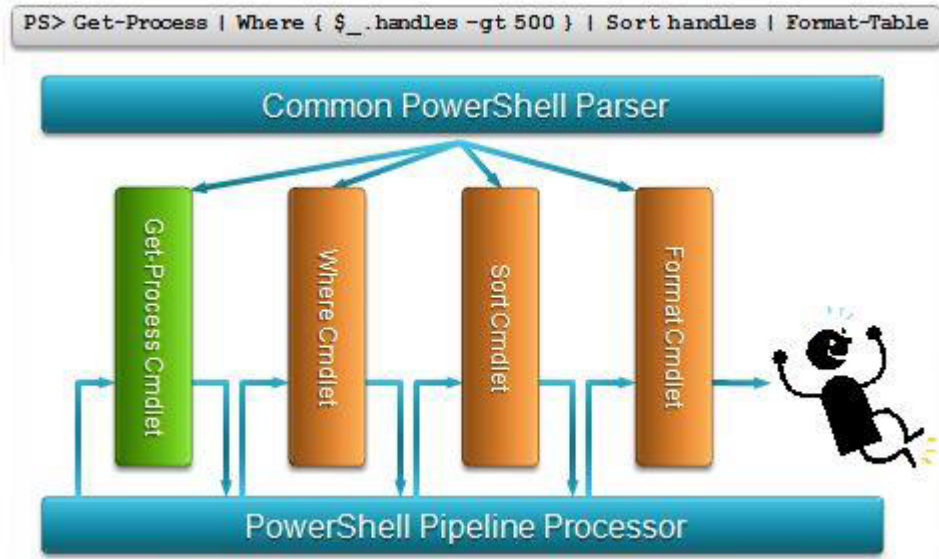 PS> Get-Process | Where { $_.handles -gt 500 } | Sort handles | Format-Table
Common PowerShell Parser
Get-Process Cmdlet
Where Cmdlet
Sort Cmdlet
Format Cmdlet
PowerShell Pipeline Processor